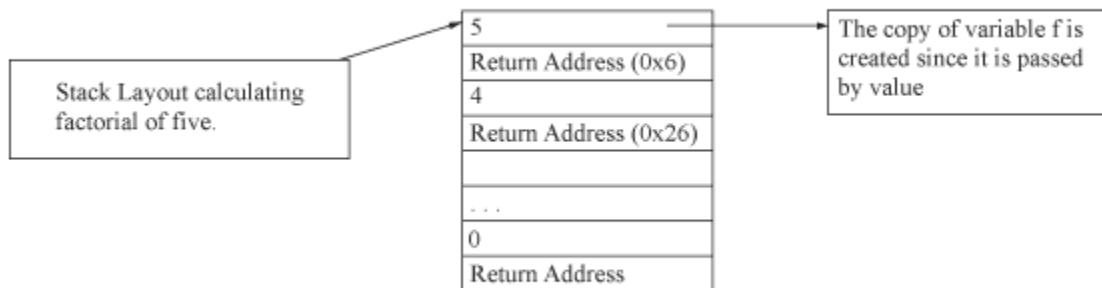 Stack Layout calculating
factorial of five.
5
Return Address (0x6)
4
Return Address (0x26)
. . .
0
Return Address
The copy of variable f is
created since it is passed
by value